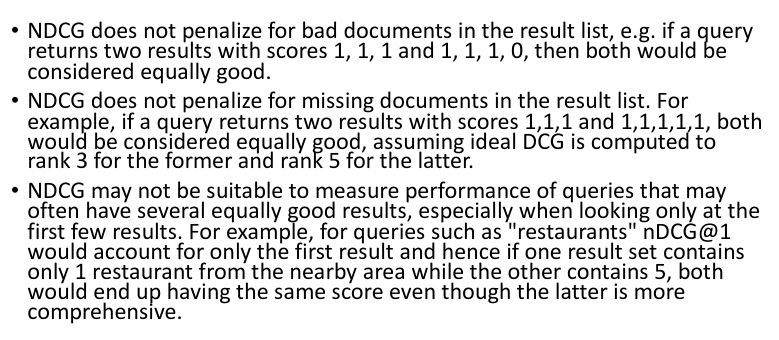 • NDCG does not penalize for bad documents in the result list, e.g. if a query
returns two results with scores 1, 1, 1 and 1, 1, 1, 0, then both would be
considered equally good.
• NDCG does not penalize for missing documents in the result list. For
example, if a query returns two results with scores 1,1,1 and 1,1,1,1,1, both
would be considered equally good, assuming ideal DCG is computed to
rank 3 for the former and rank 5 for the latter.
• NDCG may not be suitable to measure performance of queries that may
often have several equally good results, especially when looking only at the
first few results. For example, for queries such as "restaurants" nDCG@1
would account for only the first result and hence if one result set contains
only 1 restaurant from the nearby area while the other contains 5, both
would end up having the same score even though the latter is more
comprehensive.